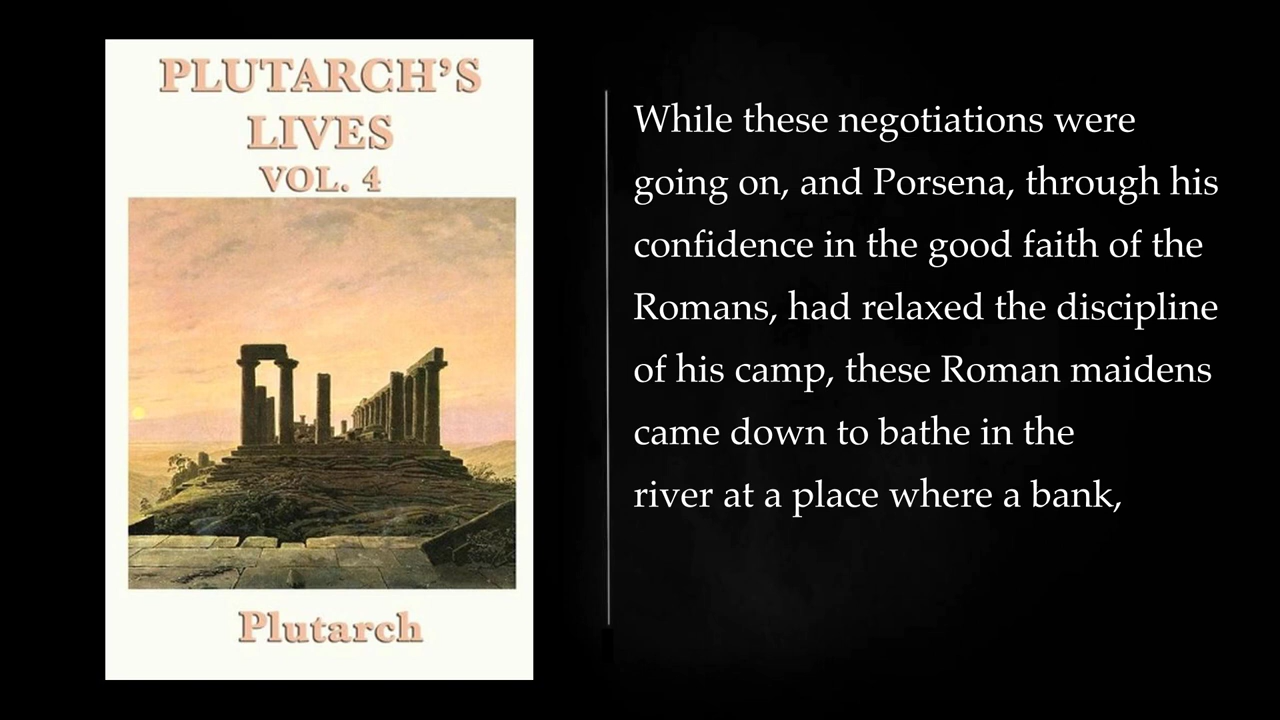 PLUTARCH'S
LIVES
VOL. 4
Plutarch
While these negotiations were
going on, and Porsena, through his
confidence in the good faith of the
Romans, had relaxed the discipline
of his camp, these Roman maidens
came down to bathe in the
river at a place where a bank,